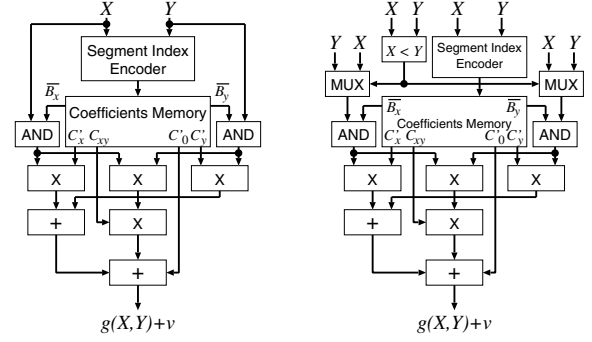 X Y
Segment Index
Encoder
B̅x̅ B̅y̅
Coefficients Memory
AND C'x Cxy C'0 C'y AND
X X X
+ X
+
g(X,Y)+v
X Y X Y
Y X X < Y Segment Index
Encoder X Y
MUX MUX
B̅x̅ B̅y̅
Coefficients Memory
AND C'x Cxy C'0 C'y AND
X X X
+ X
+
g(X,Y)+v